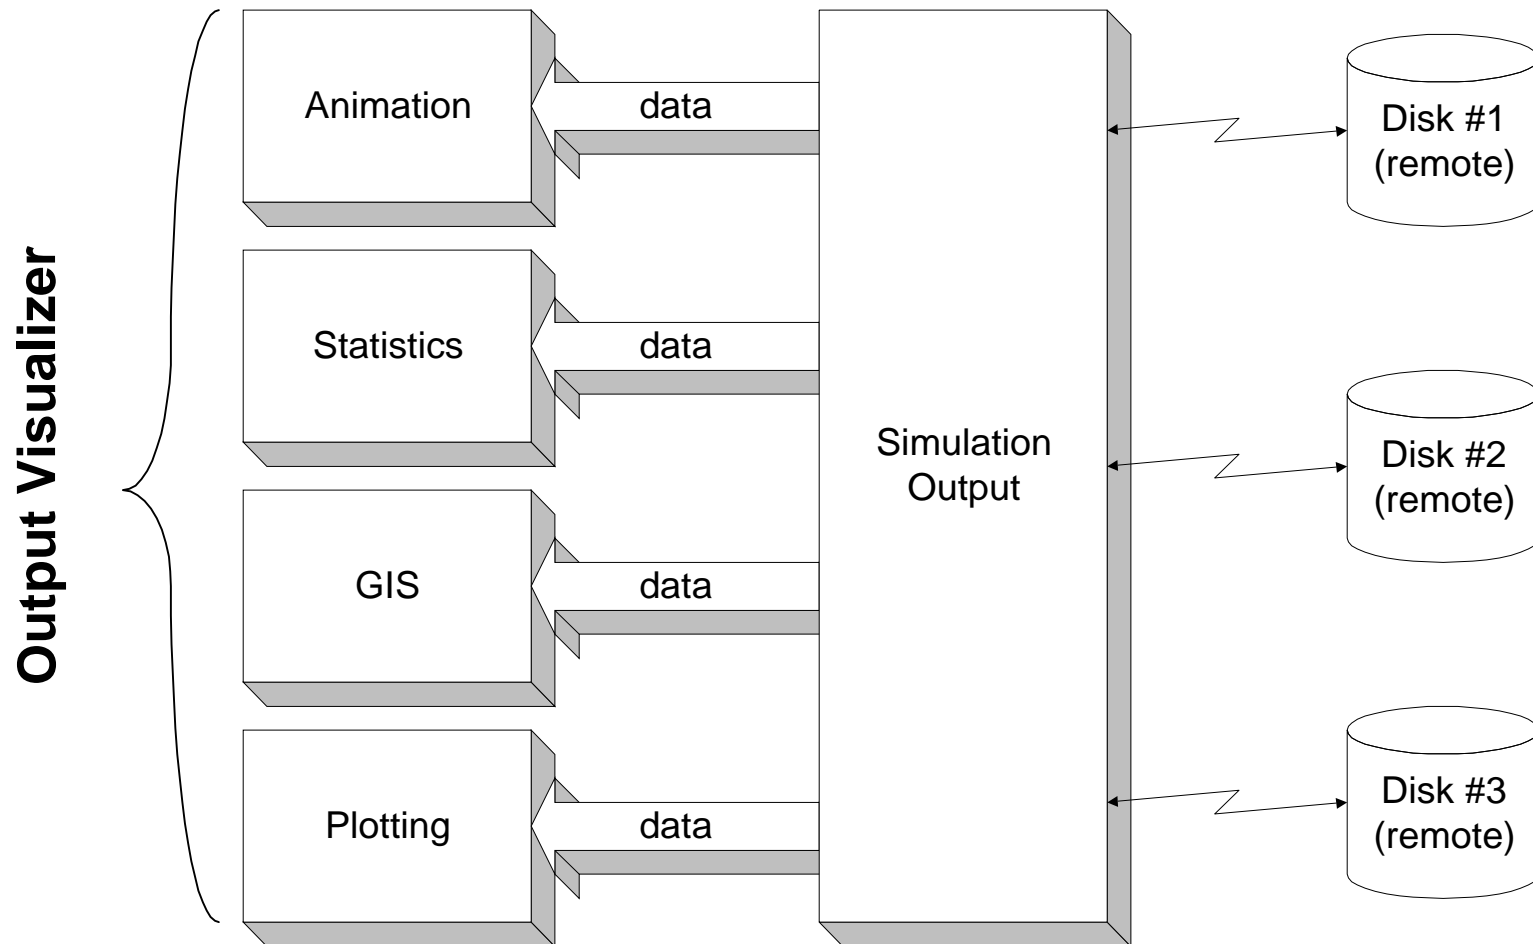 Output Visualizer
Animation
data
Statistics
data
GIS
data
Plotting
data
Simulation
Output
Disk #1
(remote)
Disk #2
(remote)
Disk #3
(remote)